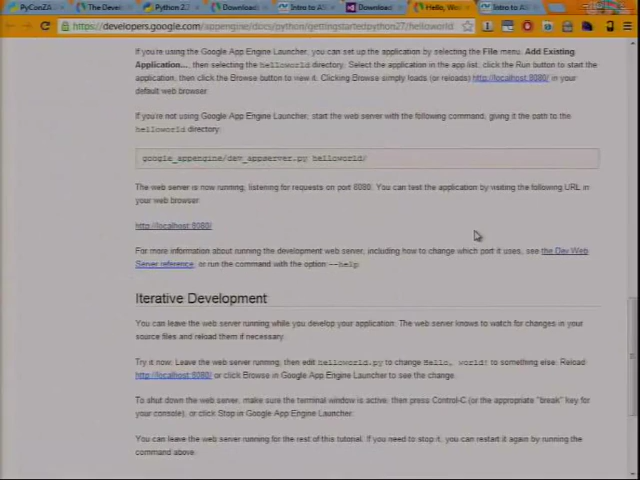 PyConZA
The Deve
Python 2.
Download
Intro to A
Download
Hello, Wo
Intro to A
https://developers.google.com/appengine/docs/python/gettingstartedpython27/helloworld
If you're using the Google App Engine Launcher, you can set up the application by selecting the File menu, Add Existing
Application..., then selecting the helloworld directory. Select the application in the app list, click the Run button to start the
application, then click the Browse button to view it. Clicking Browse simply loads (or reloads) http://localhost:8080/ in your
default web browser.
If you're not using Google App Engine Launcher, start the web server with the following command, giving it the path to the
helloworld directory:
google_appengine/dev_appserver.py helloworld/
The web server is now running, listening for requests on port 8080. You can test the application by visiting the following URL in
your web browser:
http://localhost:8080/
For more information about running the development web server, including how to change which port it uses, see the Dev Web
Server reference, or run the command with the option --help.
Iterative Development
You can leave the web server running while you develop your application. The web server knows to watch for changes in your
source files and reload them if necessary.
Try it now: Leave the web server running, then edit helloworld.py to change Hello, world! to something else. Reload
http://localhost:8080/ or click Browse in Google App Engine Launcher to see the change.
To shut down the web server, make sure the terminal window is active, then press Control-C (or the appropriate "break" key for
your console), or click Stop in Google App Engine Launcher.
You can leave the web server running for the rest of this tutorial. If you need to stop it, you can restart it again by running the
command above.